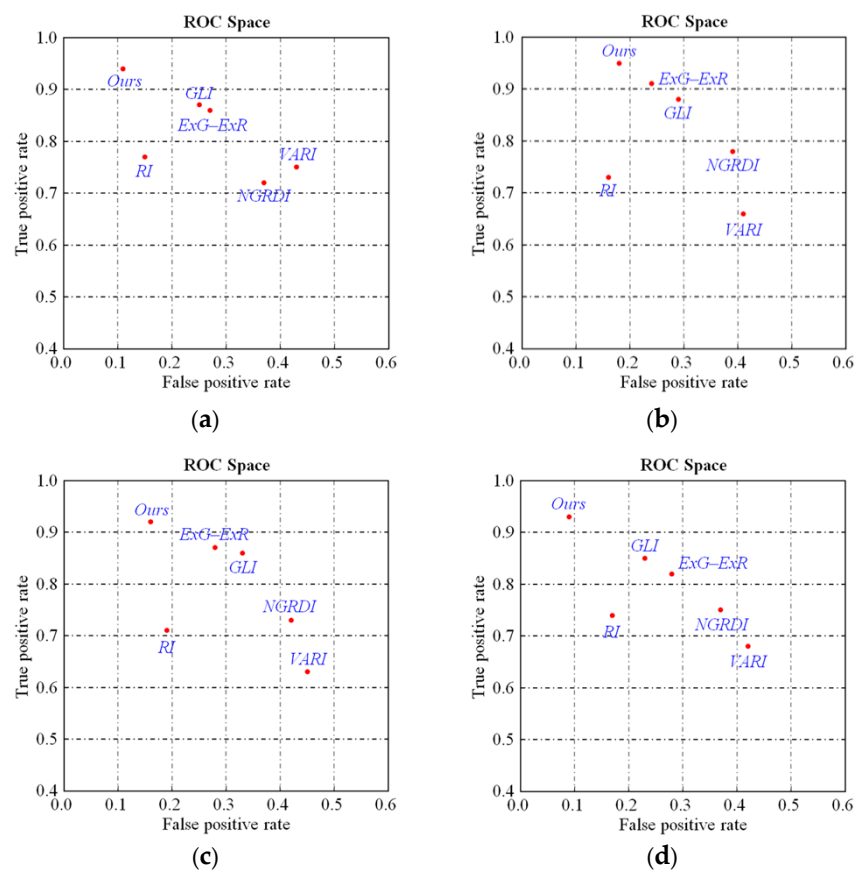 ROC Space
1.0
0.9
0.8
0.7
0.6
0.5
0.4
True positive rate
Ours
GLI
ExG–ExR
RI
VARI
NGRDI
0.0 0.1 0.2 0.3 0.4 0.5 0.6
False positive rate
(a)
ROC Space
1.0
0.9
0.8
0.7
0.6
0.5
0.4
True positive rate
Ours
ExG–ExR
GLI
NGRDI
RI
VARI
0.0 0.1 0.2 0.3 0.4 0.5 0.6
False positive rate
(b)
ROC Space
1.0
0.9
0.8
0.7
0.6
0.5
0.4
True positive rate
Ours
ExG–ExR
GLI
NGRDI
RI
VARI
0.0 0.1 0.2 0.3 0.4 0.5 0.6
False positive rate
(c)
ROC Space
1.0
0.9
0.8
0.7
0.6
0.5
0.4
True positive rate
Ours
GLI
ExG–ExR
RI
NGRDI
VARI
0.0 0.1 0.2 0.3 0.4 0.5 0.6
False positive rate
(d)